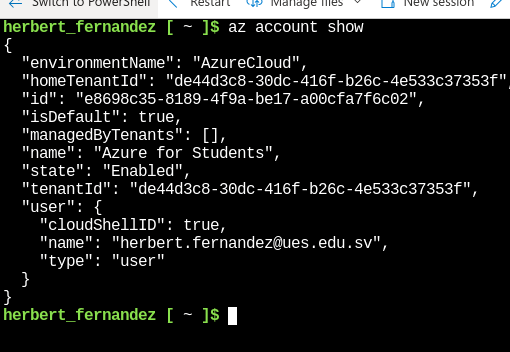 Switch to PowerShell Restart Manage files New session
herbert_fernandez [ ~ ]$ az account show
{
  "environmentName": "AzureCloud",
  "homeTenantId": "de44d3c8-30dc-416f-b26c-4e533c37353f",
  "id": "e8698c35-8189-4f9a-be17-a00cfa7f6c02",
  "isDefault": true,
  "managedByTenants": [],
  "name": "Azure for Students",
  "state": "Enabled",
  "tenantId": "de44d3c8-30dc-416f-b26c-4e533c37353f",
  "user": {
    "cloudShellID": true,
    "name": "herbert.fernandez@ues.edu.sv",
    "type": "user"
  }
}
herbert_fernandez [ ~ ]$